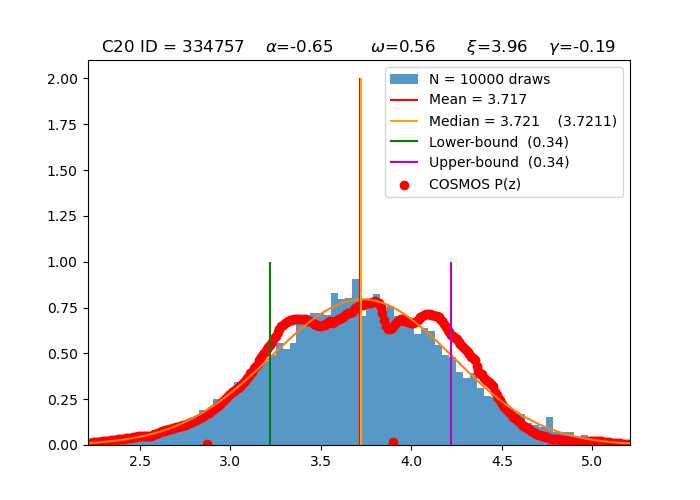 C20 ID = 334757 α=-0.65 ω=0.56 ξ=3.96 γ=-0.19
2.00
1.75
1.50
1.25
1.00
0.75
0.50
0.25
0.00
N = 10000 draws
Mean = 3.717
Median = 3.721 (3.7211)
Lower-bound (0.34)
Upper-bound (0.34)
COSMOS P(z)
2.5 3.0 3.5 4.0 4.5 5.0